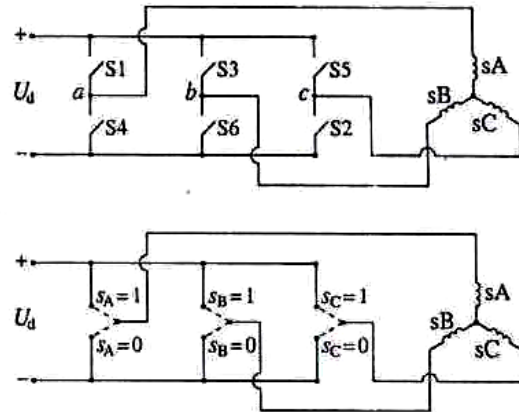 +
S1
S3
S5
sA
U_d
a
b
c
sB
sC
S4
S6
S2
−
+
s_A=1
s_B=1
s_C=1
sA
U_d
sB
sC
s_A=0
s_B=0
s_C=0
−